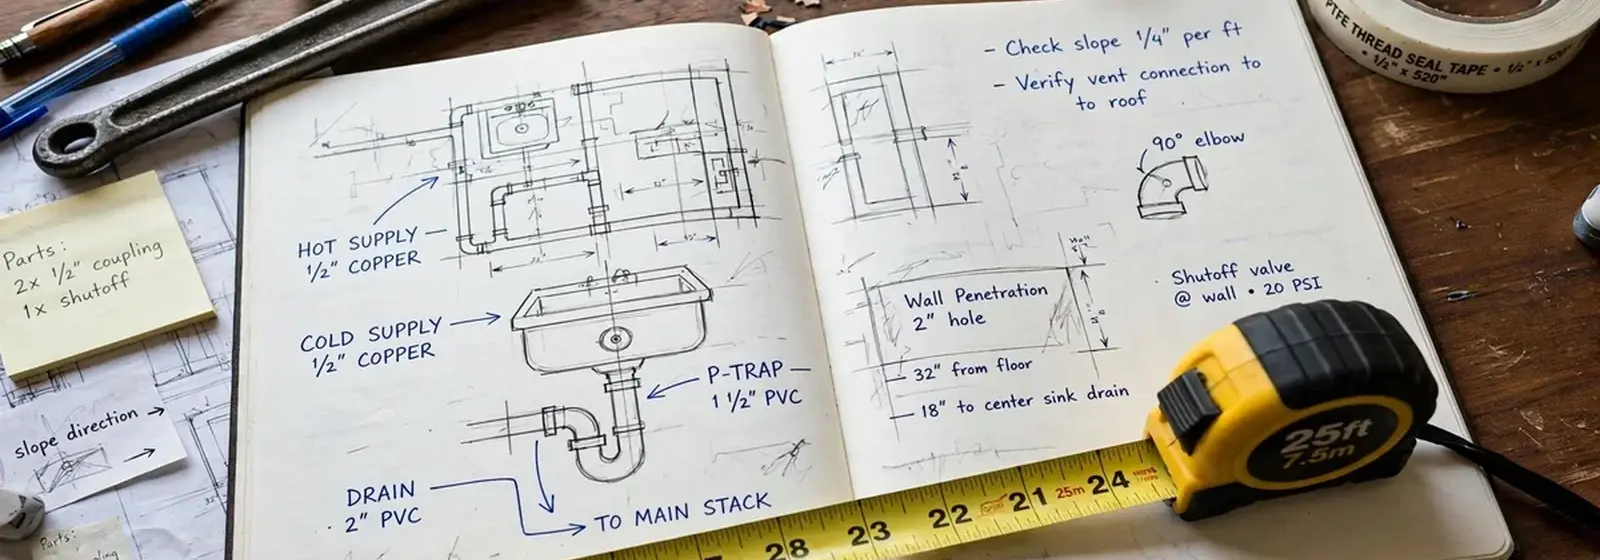 Parts:
2x 1/2" coupling
1x shutoff
slope direction
Parts:
HOT SUPPLY
1/2" COPPER
COLD SUPPLY
1/2" COPPER
P-TRAP
1 1/2" PVC
DRAIN
2" PVC
TO MAIN STACK
- Check slope 1/4" per ft
- Verify vent connection to
to roof
90° elbow
Shutoff valve
@ wall • 20 PSI
Wall Penetration
2" hole
32" from floor
18" to center sink drain
PTFE THREAD SEAL TAPE • 1/2" x 520"
• 1/2" x 520"
25ft
7.5m
28 23 22 21 25m 24